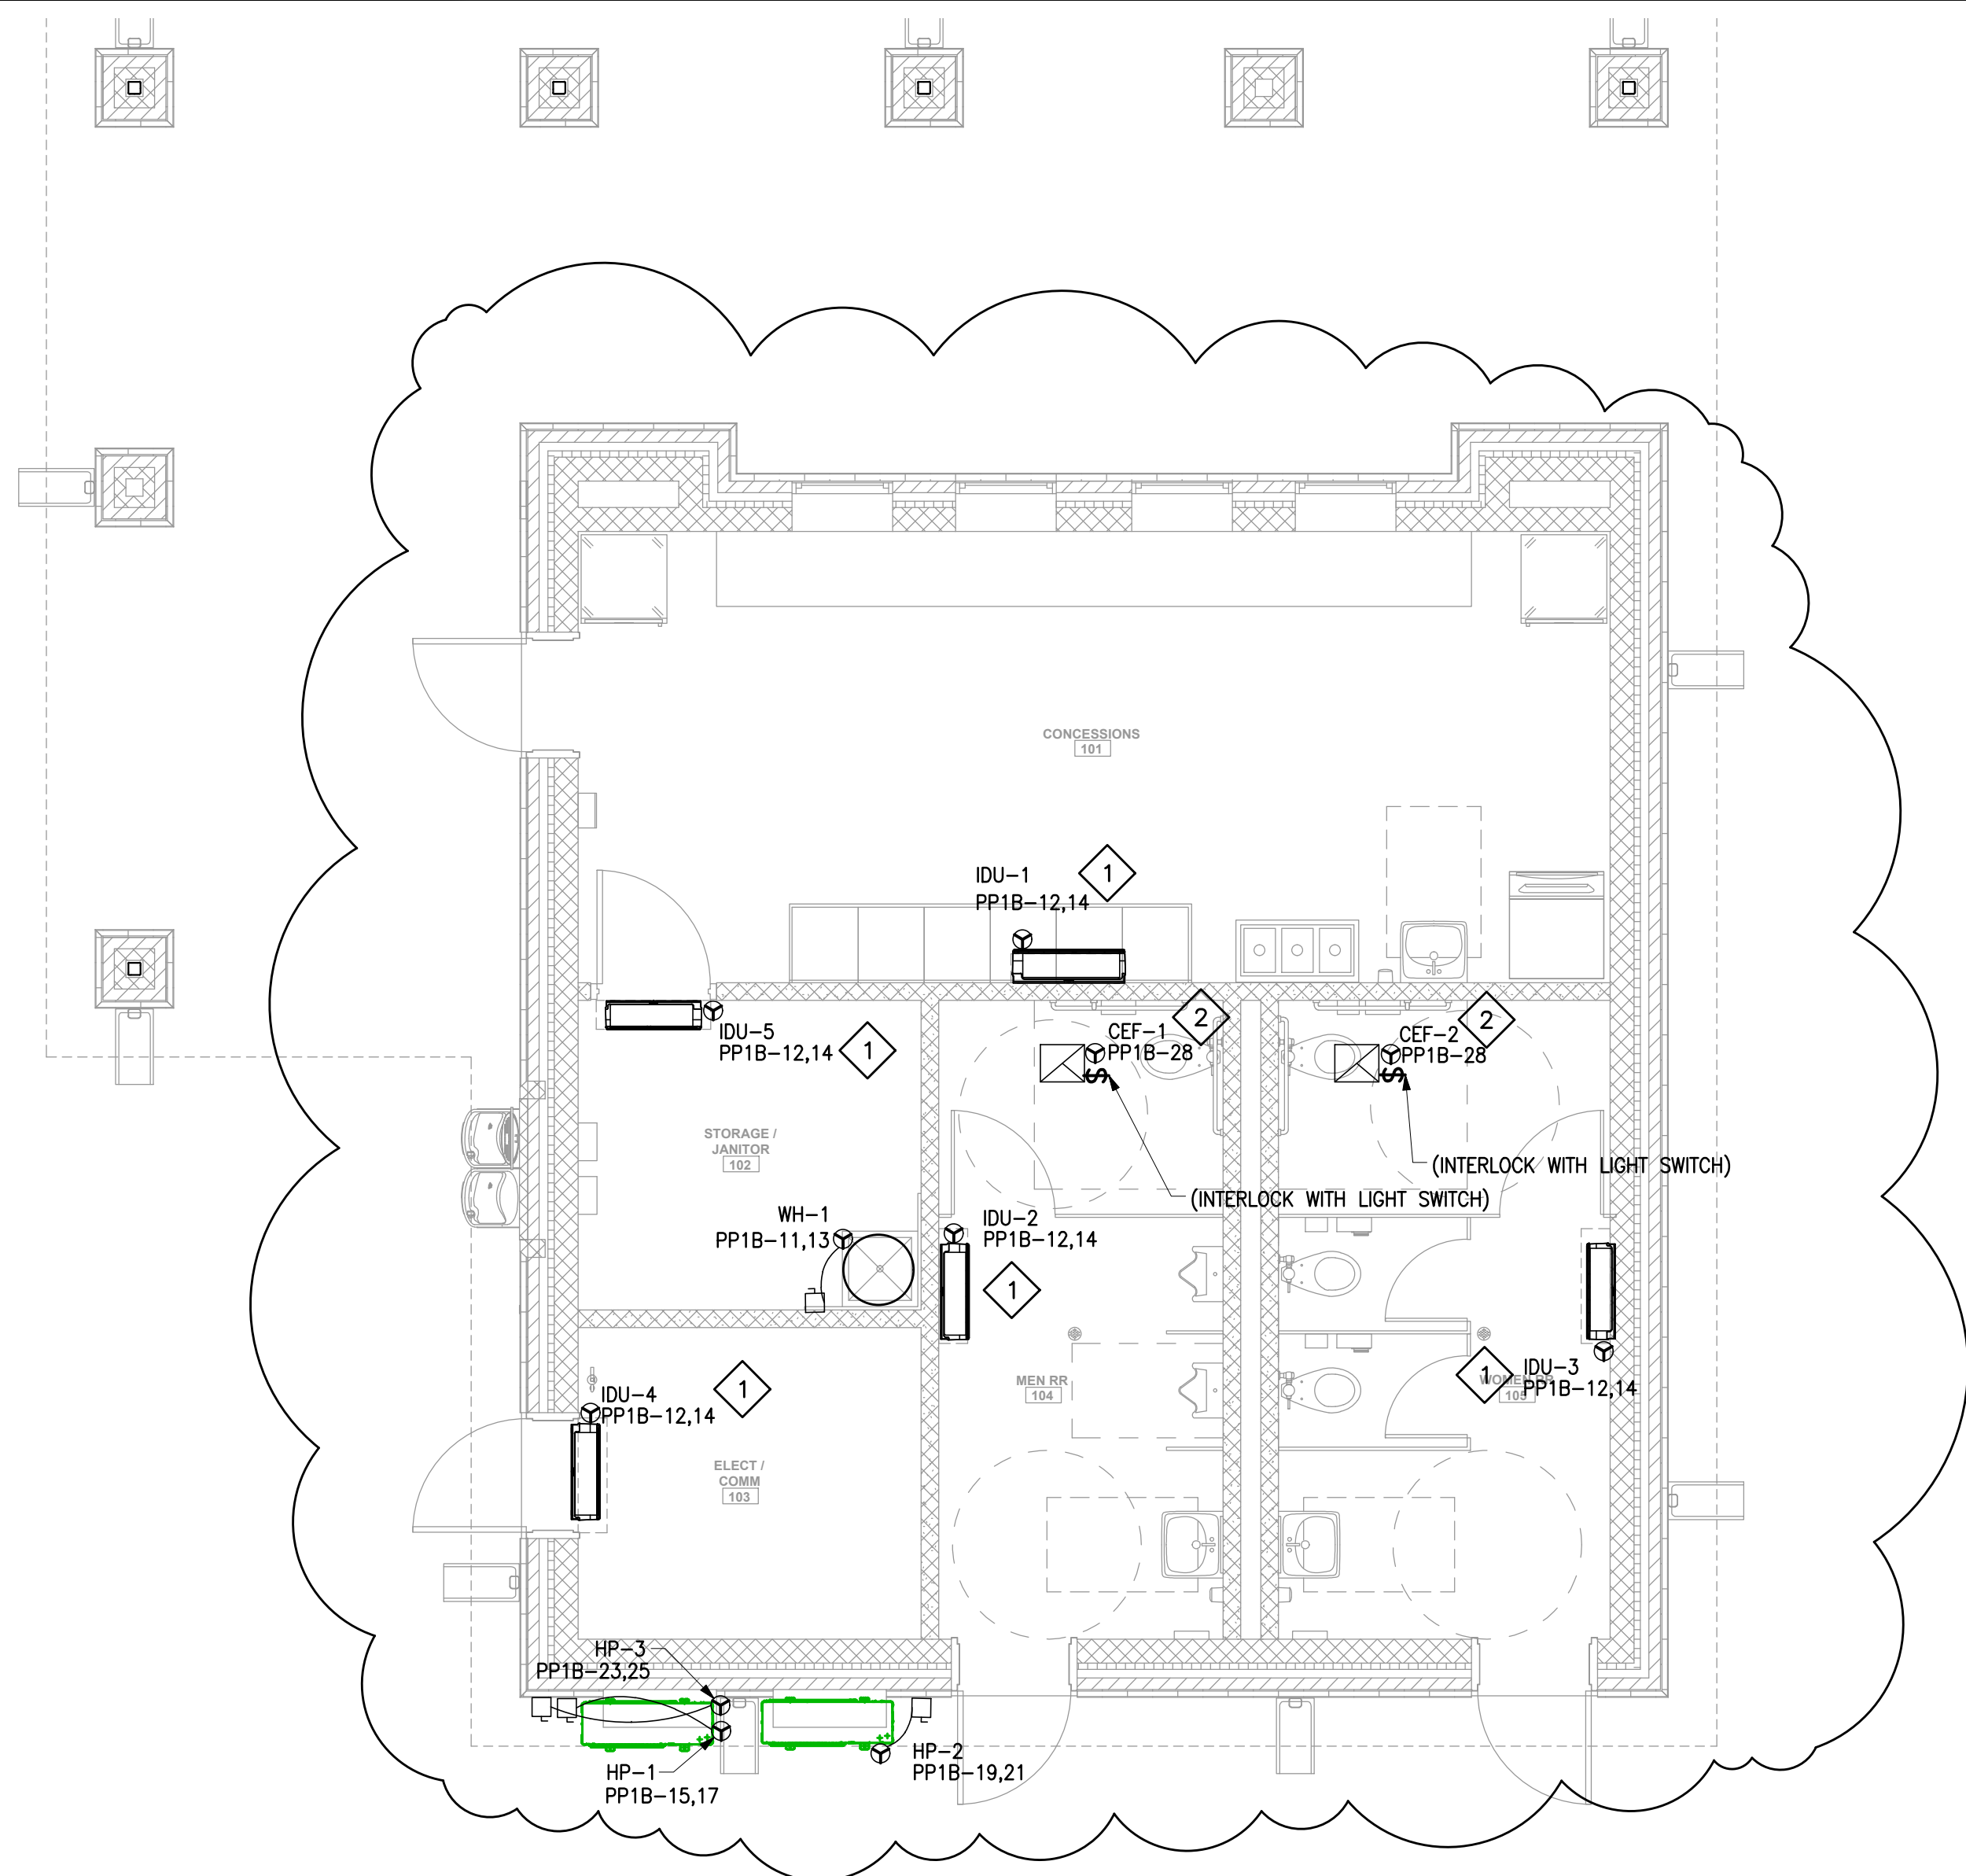 CONCESSIONS
101
IDU-1
PP1B-12,14
1
IDU-5
PP1B-12,14
1
CEF-1
PP1B-28
2
CEF-2
PP1B-28
2
$
$
(INTERLOCK WITH LIGHT SWITCH)
(INTERLOCK WITH LIGHT SWITCH)
STORAGE /
JANITOR
102
WH-1
PP1B-11,13
IDU-2
PP1B-12,14
1
IDU-3
PP1B-12,14
1
MEN RR
104
WOMEN RR
105
IDU-4
PP1B-12,14
1
ELECT /
COMM
103
HP-3
PP1B-23,25
HP-1
PP1B-15,17
HP-2
PP1B-19,21